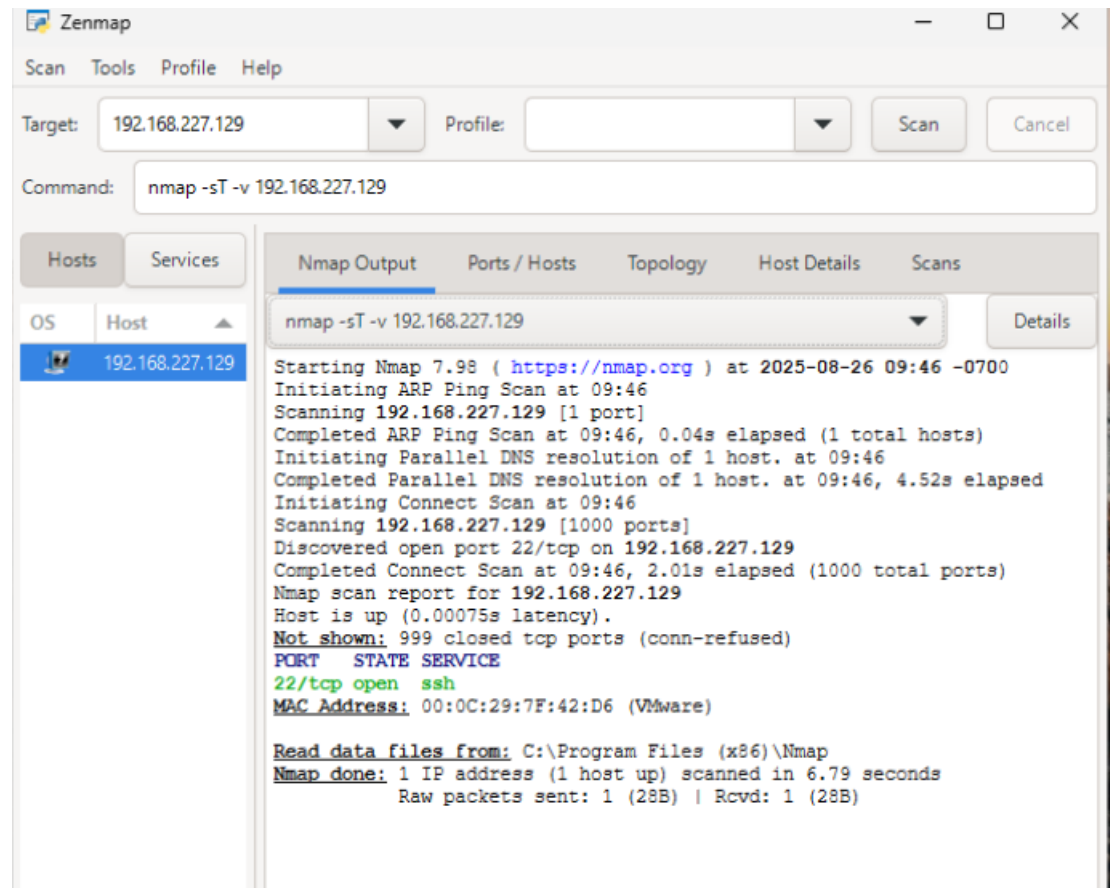 Zenmap
Scan Tools Profile Help
Target: 192.168.227.129 Profile: Scan Cancel
Command: nmap -sT -v 192.168.227.129
Hosts Services
Nmap Output Ports / Hosts Topology Host Details Scans
OS Host
nmap -sT -v 192.168.227.129 Details
192.168.227.129
Starting Nmap 7.98 ( https://nmap.org ) at 2025-08-26 09:46 -0700
Initiating ARP Ping Scan at 09:46
Scanning 192.168.227.129 [1 port]
Completed ARP Ping Scan at 09:46, 0.04s elapsed (1 total hosts)
Initiating Parallel DNS resolution of 1 host. at 09:46
Completed Parallel DNS resolution of 1 host. at 09:46, 4.52s elapsed
Initiating Connect Scan at 09:46
Scanning 192.168.227.129 [1000 ports]
Discovered open port 22/tcp on 192.168.227.129
Completed Connect Scan at 09:46, 2.01s elapsed (1000 total ports)
Nmap scan report for 192.168.227.129
Host is up (0.00075s latency).
Not shown: 999 closed tcp ports (conn-refused)
PORT STATE SERVICE
22/tcp open ssh
MAC Address: 00:0C:29:7F:42:D6 (VMware)
Read data files from: C:\Program Files (x86)\Nmap
Nmap done: 1 IP address (1 host up) scanned in 6.79 seconds
Raw packets sent: 1 (28B) | Rcvd: 1 (28B)